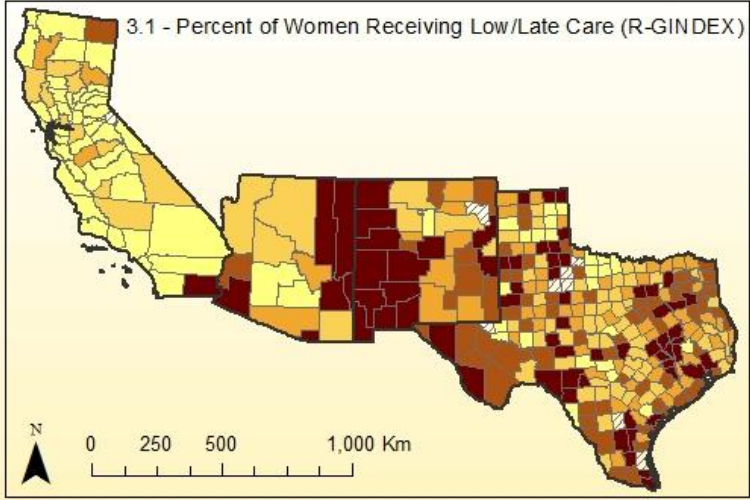 3.1 - Percent of Women Receiving Low/Late Care (R-GINDEX)
N
0 250 500 1,000 Km